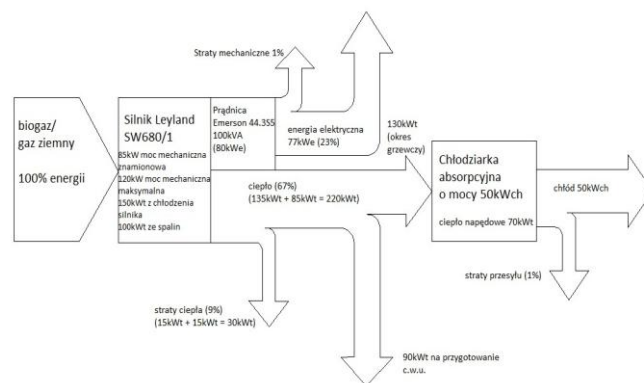 Straty mechaniczne 1%
biogaz/
gaz ziemny
100% energii
Silnik Leyland
SW680/1
85kW moc mechaniczna
znamionowa
120kW moc mechaniczna
maksymalna
150kWt z chłodzenia
silnika
100kWt ze spalin
Prądnica
Emerson 44.3S5
100kVA
(80kWe)
energia elektryczna
77kWe (23%)
130kWt
(okres
grzewczy)
ciepło (67%)
(135kWt + 85kWt = 220kWt)
Chłodziarka
absorpcyjna
o mocy 50kWch
ciepło napędowe 70kWt
chłód 50kWch
straty przesyłu (1%)
straty ciepła (9%)
(15kWt + 15kWt = 30kWt)
90kWt na przygotowanie
c.w.u.